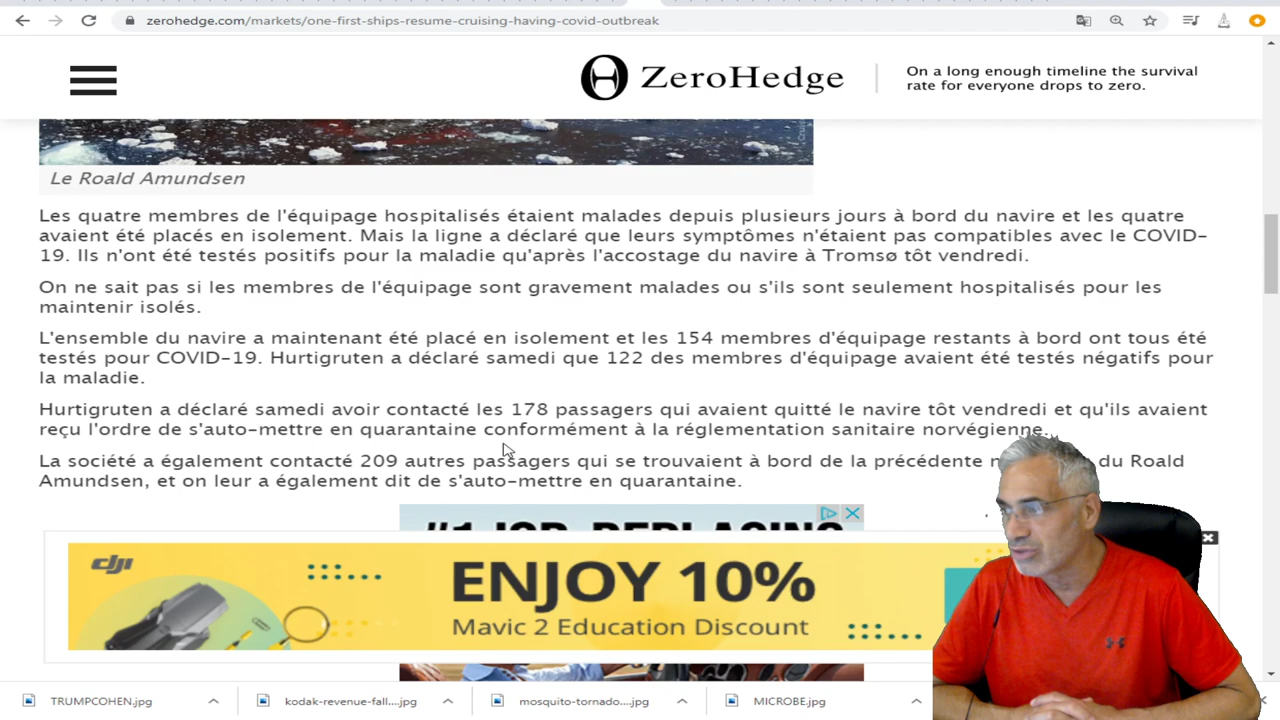 zerohedge.com/markets/one-first-ships-resume-cruising-having-covid-outbreak
ZeroHedge
On a long enough timeline the survival
rate for everyone drops to zero.
Le Roald Amundsen
Les quatre membres de l'équipage hospitalisés étaient malades depuis plusieurs jours à bord du navire et les quatre
avaient été placés en isolement. Mais la ligne a déclaré que leurs symptômes n'étaient pas compatibles avec le COVID-
19. Ils n'ont été testés positifs pour la maladie qu'après l'accostage du navire à Tromsø tôt vendredi.
On ne sait pas si les membres de l'équipage sont gravement malades ou s'ils sont seulement hospitalisés pour les
maintenir isolés.
L'ensemble du navire a maintenant été placé en isolement et les 154 membres d'équipage restants à bord ont tous été
testés pour COVID-19. Hurtigruten a déclaré samedi que 122 des membres d'équipage avaient été testés négatifs pour
la maladie.
Hurtigruten a déclaré samedi avoir contacté les 178 passagers qui avaient quitté le navire tôt vendredi et qu'ils avaient
reçu l'ordre de s'auto-mettre en quarantaine conformément à la réglementation sanitaire norvégienne.
La société a également contacté 209 autres passagers qui se trouvaient à bord de la précédente du Roald
Amundsen, et on leur a également dit de s'auto-mettre en quarantaine.
#1 JOB-REPLACING
dji
ENJOY 10%
Mavic 2 Education Discount
TRUMPCOHEN.jpg
kodak-revenue-fall....jpg
mosquito-tornado....jpg
MICROBE.jpg